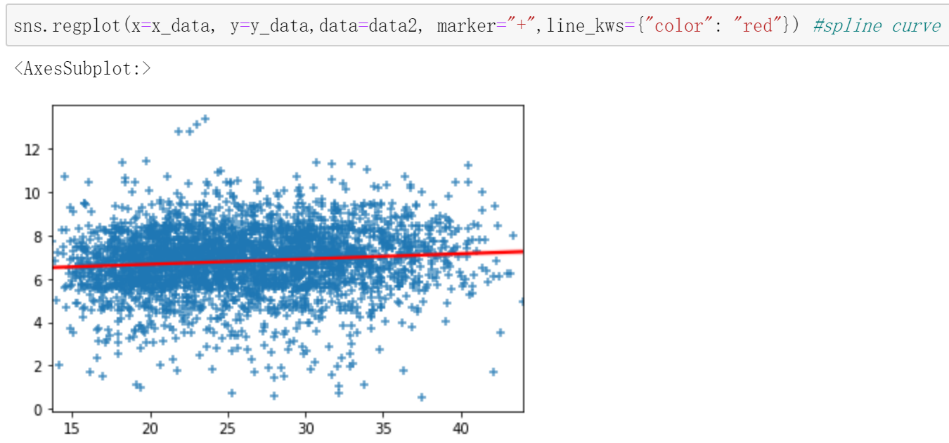 sns.regplot(x=x_data, y=y_data,data=data2, marker="+",line_kws={"color": "red"}) #spline curve
<AxesSubplot:>
12
10
8
6
4
2
0
15 20 25 30 35 40